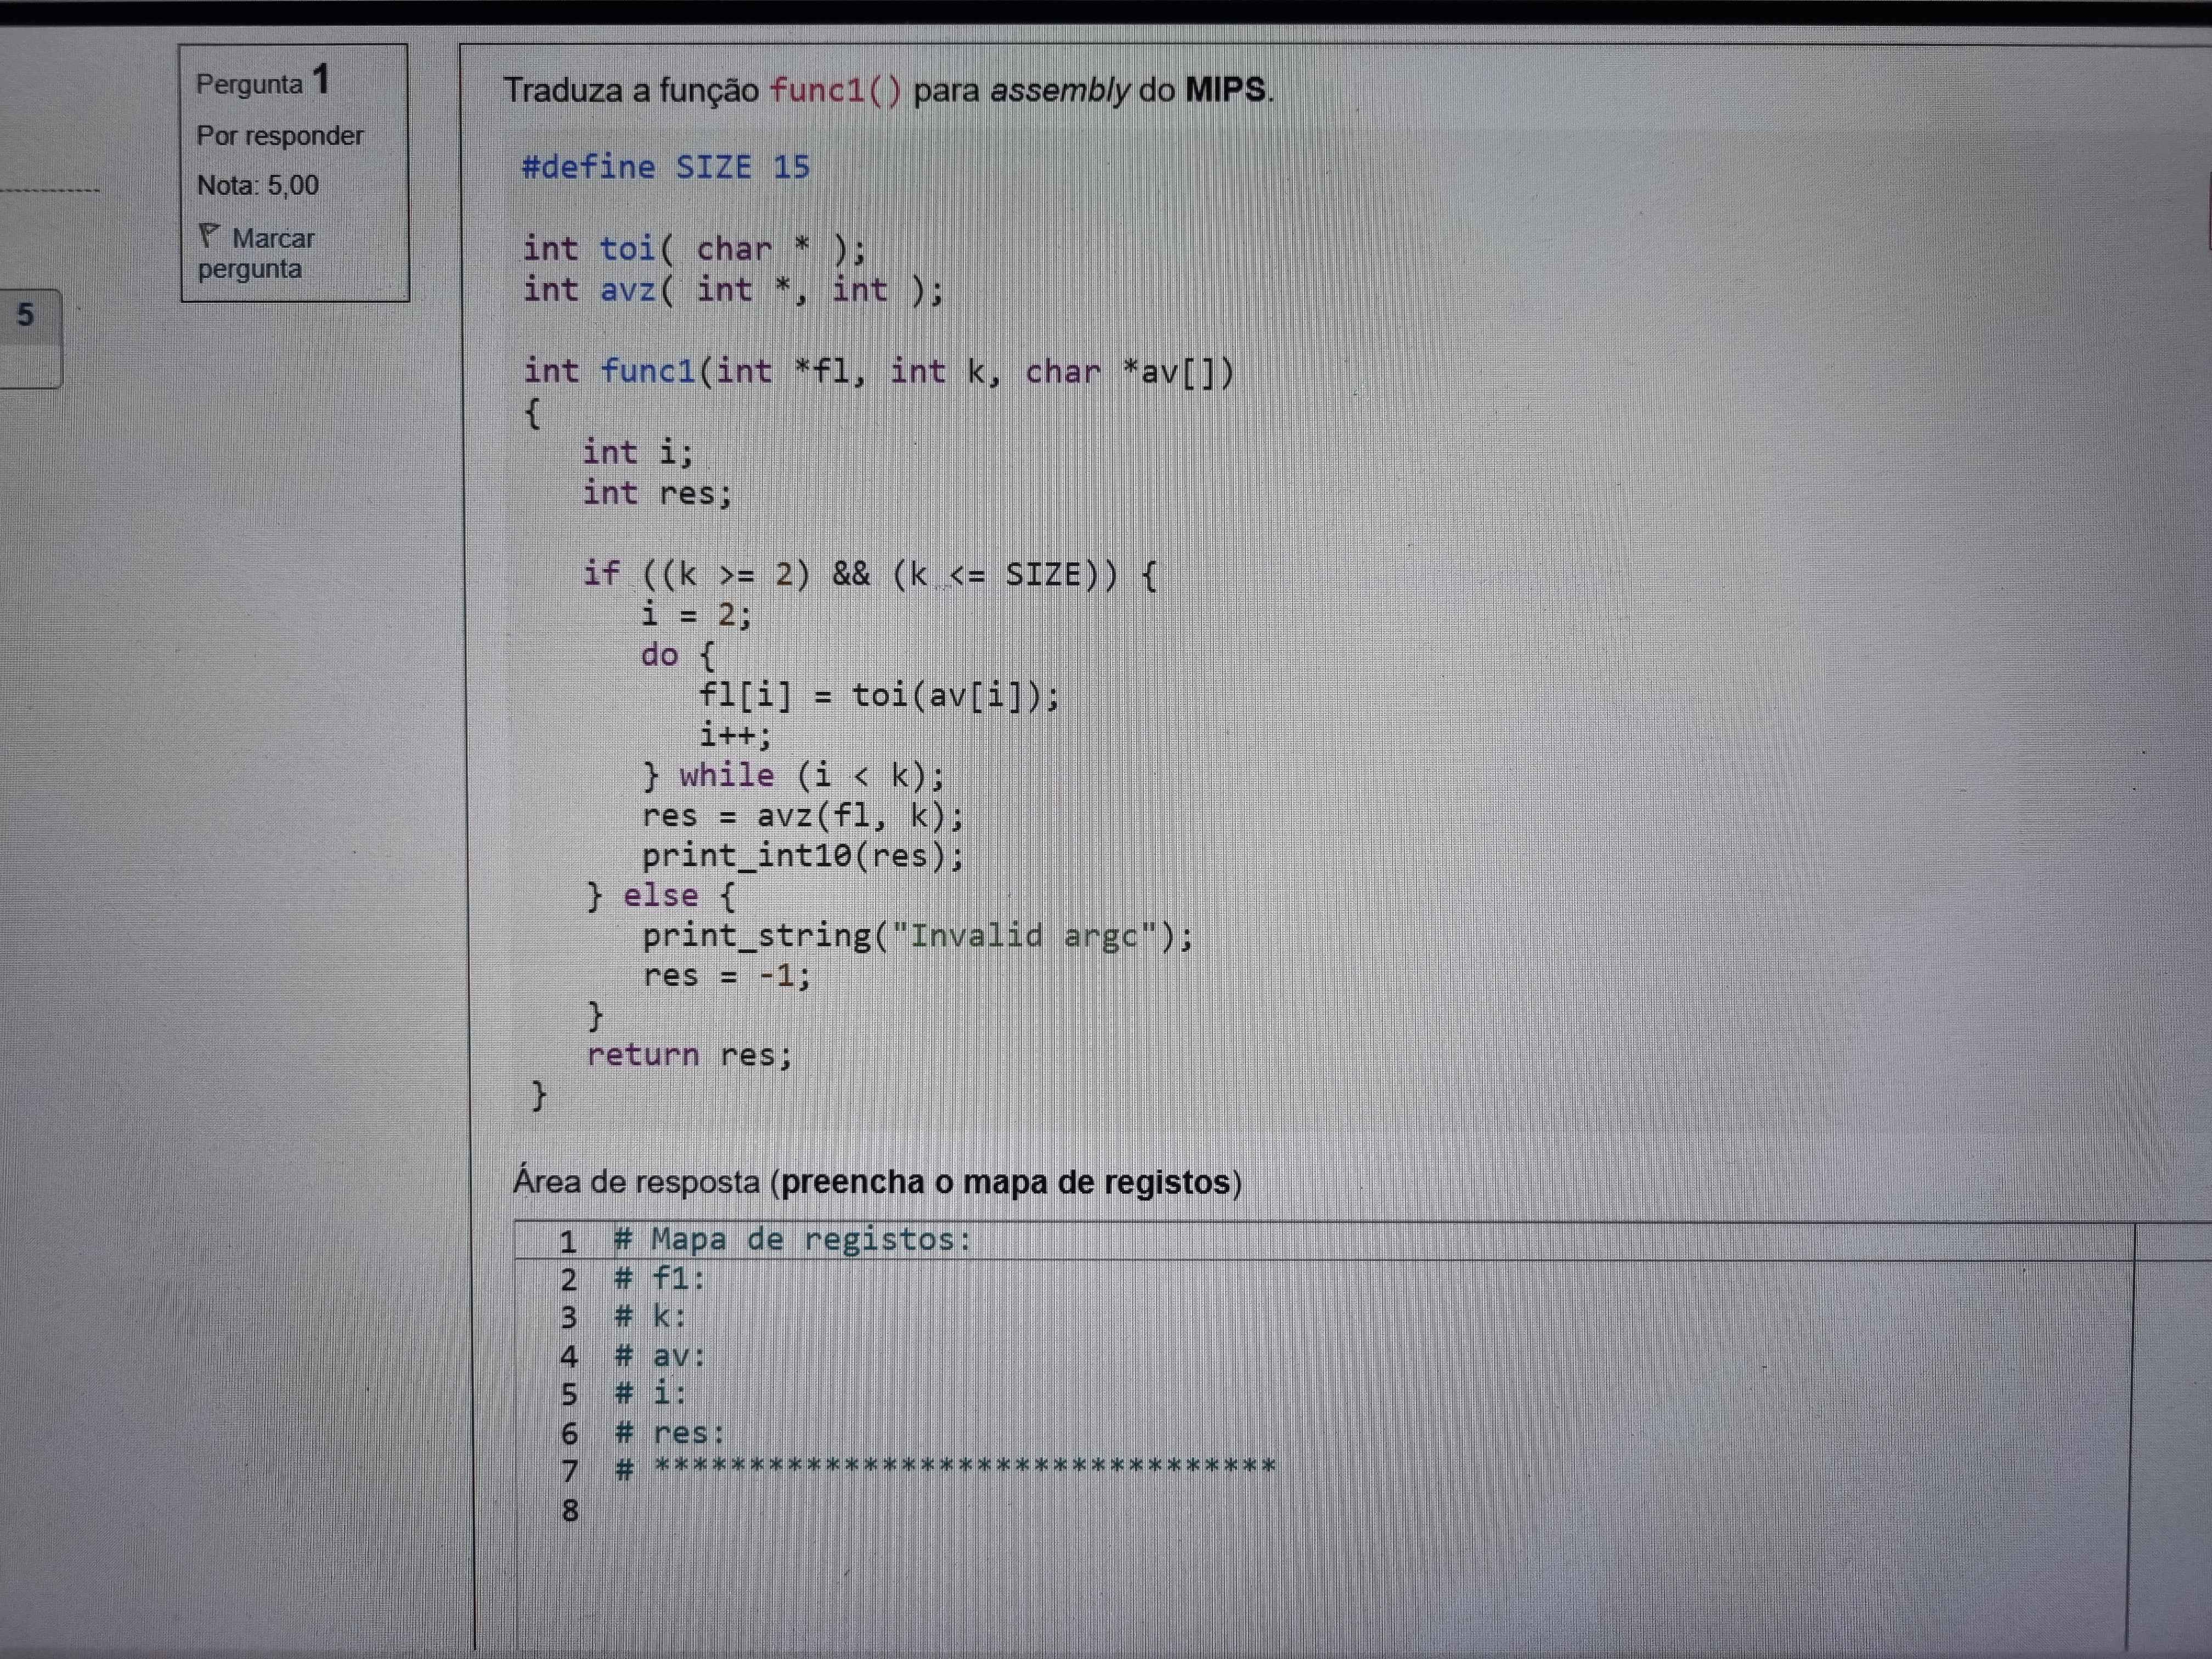 Pergunta 1
Por responder
Nota: 5,00
Marcar
pergunta
5
Traduza a função func1() para assembly do MIPS.
#define SIZE 15
int toi( char * );
int avz( int *, int );
int func1(int *fl, int k, char *av[])
{
int i;
int res;
if ((k >= 2) && (k <= SIZE)) {
i = 2;
do {
fl[i] = toi(av[i]);
i++;
} while (i < k);
res = avz(fl, k);
print_int10(res);
} else {
print_string("Invalid argc");
res = -1;
}
return res;
}
Área de resposta (preencha o mapa de registos)
1 # Mapa de registos:
2 # f1:
3 # k:
4 # av:
5 # i:
6 # res:
7 # *********************************
8